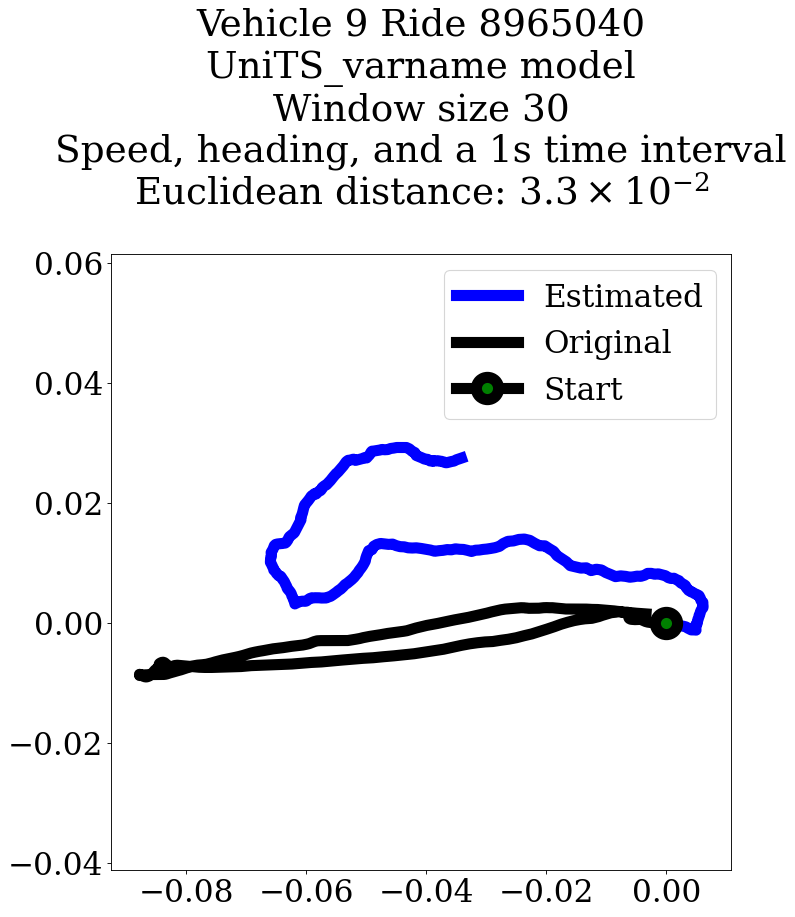 Vehicle 9 Ride 8965040
UniTS_varname model
Window size 30
Speed, heading, and a 1s time interval
Euclidean distance: 3.3 × 10⁻²
Estimated
Original
Start
0.06
0.04
0.02
0.00
−0.02
−0.04
−0.08 −0.06 −0.04 −0.02 0.00